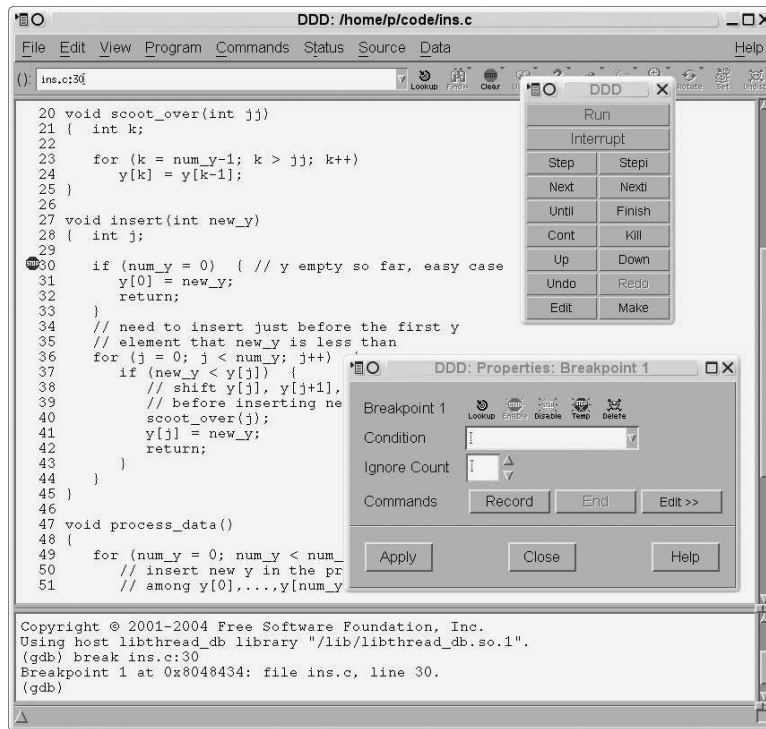 DDD: /home/p/code/ins.c
File Edit View Program Commands Status Source Data Help
(): ins.c:30
Lookup Find» Clear Rotate Set Undisp
DDD
Run
Interrupt
Step Stepi
Next Nexti
Until Finish
Cont Kill
Up Down
Undo Redo
Edit Make
20 void scoot_over(int jj)
21 {  int k;
22
23    for (k = num_y-1; k > jj; k++)
24       y[k] = y[k-1];
25 }
26
27 void insert(int new_y)
28 {  int j;
29
STOP 30    if (num_y = 0)  { // y empty so far, easy case
31       y[0] = new_y;
32       return;
33    }
34    // need to insert just before the first y
35    // element that new_y is less than
36    for (j = 0; j < num_y; j++)  {
37       if (new_y < y[j])  {
38          // shift y[j], y[j+1],
39          // before inserting ne
40          scoot_over(j);
41          y[j] = new_y;
42          return;
43       }
44    }
45 }
46
47 void process_data()
48 {
49    for (num_y = 0; num_y < num_
50       // insert new y in the pr
51       // among y[0],...,y[num_y
DDD: Properties: Breakpoint 1
Breakpoint 1 Lookup Enable Disable Temp Delete
Condition
Ignore Count
Commands Record End Edit >>
Apply Close Help
Copyright © 2001-2004 Free Software Foundation, Inc.
Using host libthread_db library "/lib/libthread_db.so.1".
(gdb) break ins.c:30
Breakpoint 1 at 0x8048434: file ins.c, line 30.
(gdb)